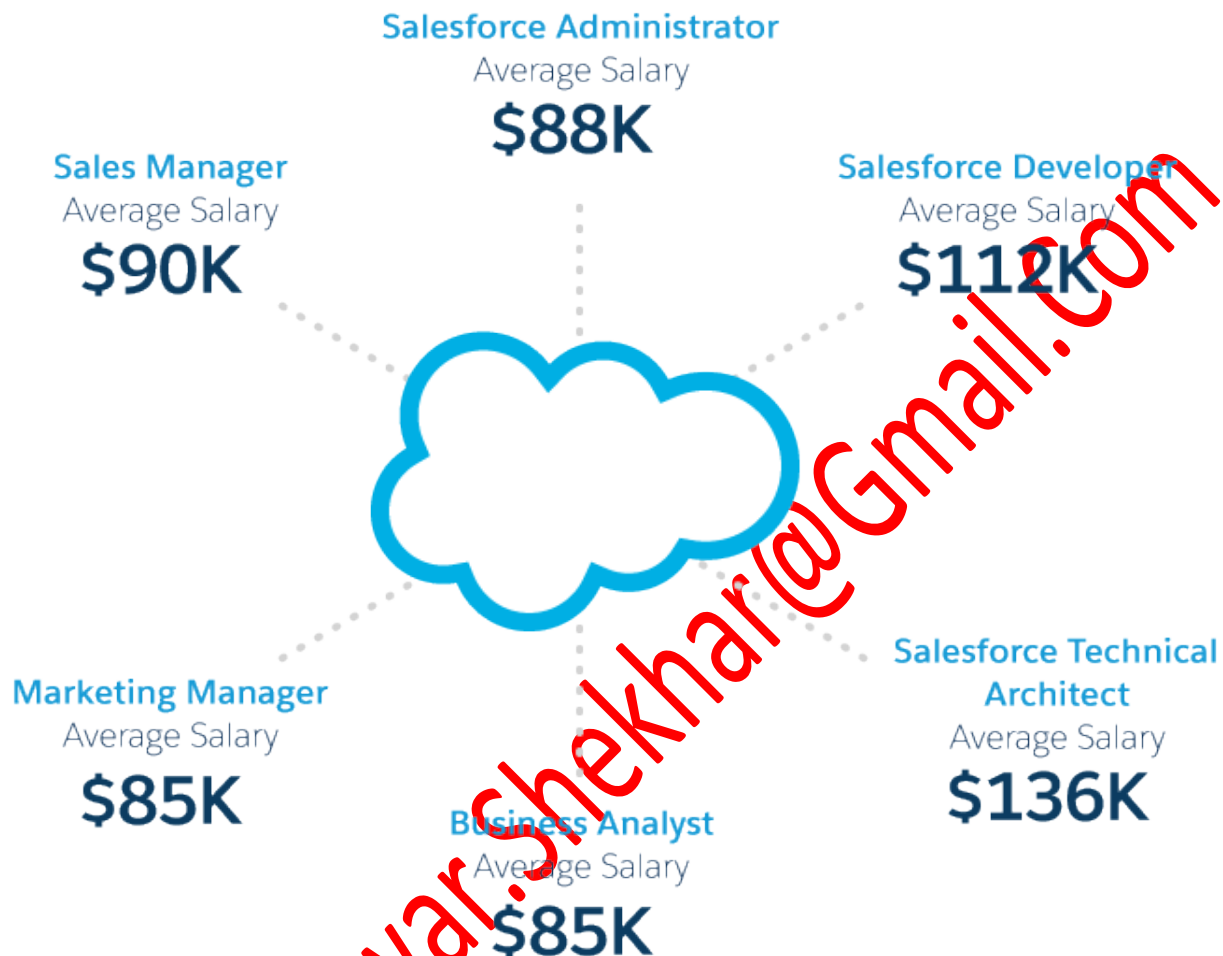 Salesforce Administrator
Average Salary
$88K
Sales Manager
Average Salary
$90K
Salesforce Developer
Average Salary
$112K
Marketing Manager
Average Salary
$85K
Salesforce Technical
Architect
Average Salary
$136K
Business Analyst
Average Salary
$85K
var.Shekhar@Gmail.Com